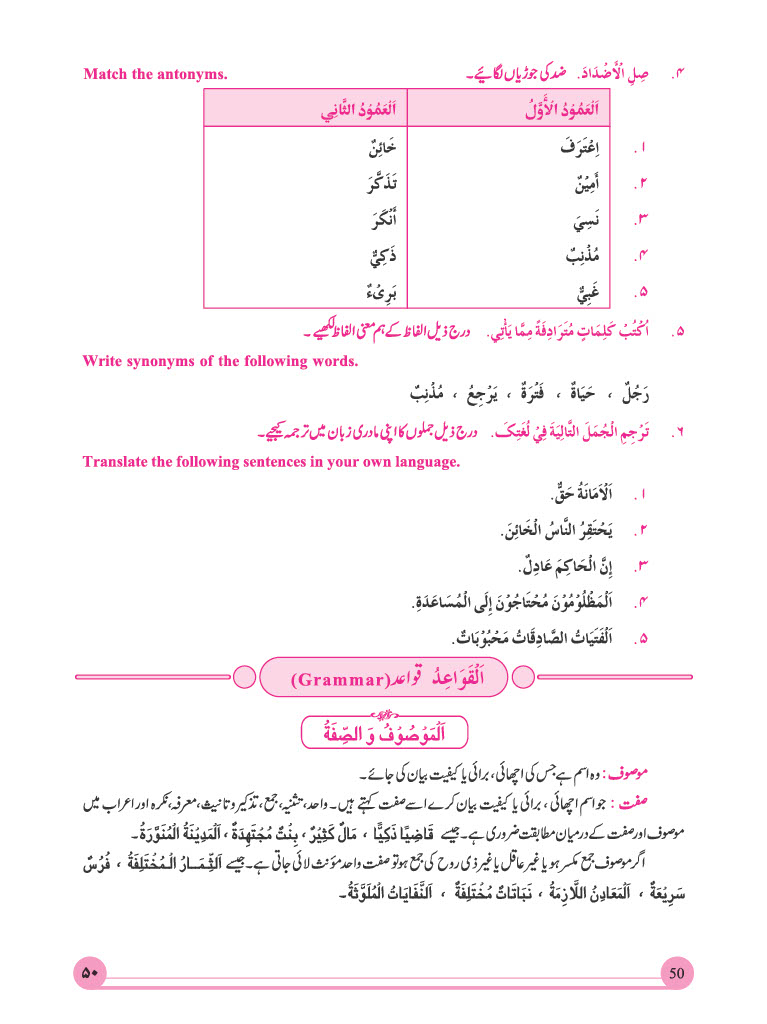 ۴. صِلِ الْأَضْدَادَ. ضد کی جوڑیاں لگائیے۔ Match the antonyms.
اَلْعَمُوْدُ الْأَوَّلُ اَلْعَمُوْدُ الثَّانِي
۱. اِعْتَرَفَ خَائِنٌ
۲. أَمِيْنٌ تَذَكَّرَ
۳. نَسِيَ أَنْكَرَ
۴. مُذْنِبٌ ذَكِيٌّ
۵. غَبِيٌّ بَرِيْءٌ
۵. اُكْتُبْ كَلِمَاتٍ مُتَرَادِفَةً مِمَّا يَأْتِي. درج ذیل الفاظ کے ہم معنی الفاظ لکھیے۔
Write synonyms of the following words.
رَجُلٌ ، حَيَاةٌ ، فَتْرَةٌ ، يَرْجِعُ ، مُذْنِبٌ
۶. تَرْجِمِ الْجُمَلَ التَّالِيَةَ فِيْ لُغَتِكَ. درج ذیل جملوں کا اپنی مادری زبان میں ترجمہ کیجیے۔
Translate the following sentences in your own language.
۱. اَلْأَمَانَةُ حَقٌّ.
۲. يَحْتَقِرُ النَّاسُ الْخَائِنَ.
۳. إِنَّ الْحَاكِمَ عَادِلٌ.
۴. اَلْمَظْلُوْمُوْنَ مُحْتَاجُوْنَ إِلَى الْمُسَاعَدَةِ.
۵. اَلْفَتَيَاتُ الصَّادِقَاتُ مَحْبُوْبَاتٌ.
اَلْقَوَاعِدُ قواعد (Grammar)
اَلْمَوْصُوْفُ وَ الصِّفَةُ
موصوف: وہ اسم ہے جس کی اچھائی، برائی یا کیفیت بیان کی جائے۔
صفت: جو اسم اچھائی، برائی یا کیفیت بیان کرے اسے صفت کہتے ہیں۔ واحد، تثنیہ، جمع، تذکیر و تانیث، معرفہ، نکرہ اور اعراب میں
موصوف اور صفت کے درمیان مطابقت ضروری ہے۔ جیسے قَاضِيًا ذَكِيًّا ، مَالٌ كَثِيْرٌ ، بِنْتٌ مُجْتَهِدَةٌ ، اَلْمَدِيْنَةُ الْمُنَوَّرَةُ۔
اگر موصوف جمع مکسر ہو یا غیر عاقل یا غیر ذی روح کی جمع ہو تو صفت واحد مؤنث لائی جاتی ہے۔ جیسے اَلثِّمَارُ الْمُخْتَلِفَةُ ، فُرُسٌ
سَرِيْعَةٌ ، اَلْمَعَادِنُ اللَّازِمَةُ ، نَبَاتَاتٌ مُخْتَلِفَةٌ ، اَلنَّفَايَاتُ الْمُلَوَّثَةُ۔
۵۰ 50